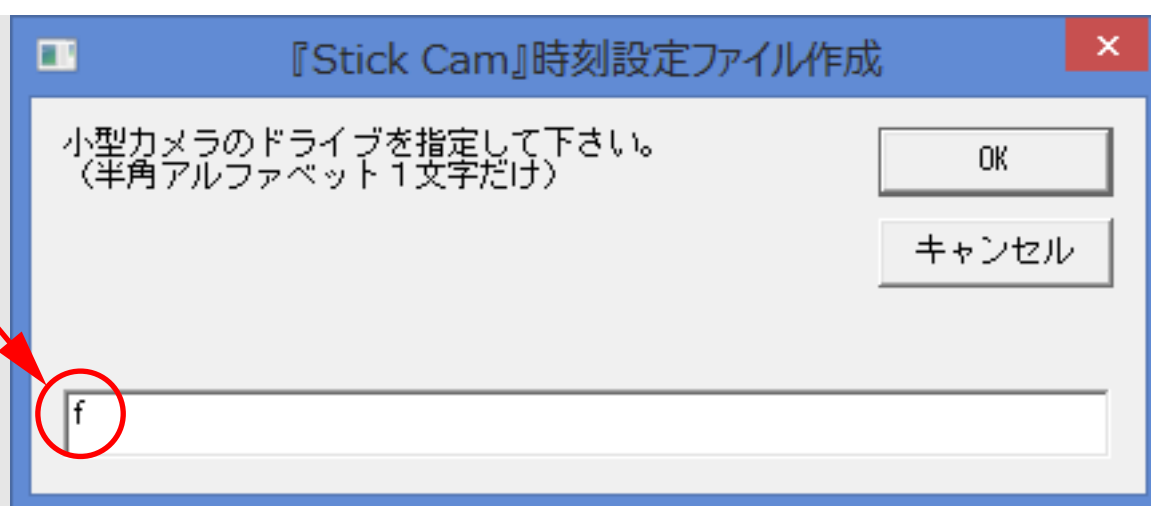 『Stick Cam』時刻設定ファイル作成
小型カメラのドライブを指定して下さい。
（半角アルファベット１文字だけ）
OK
キャンセル
f